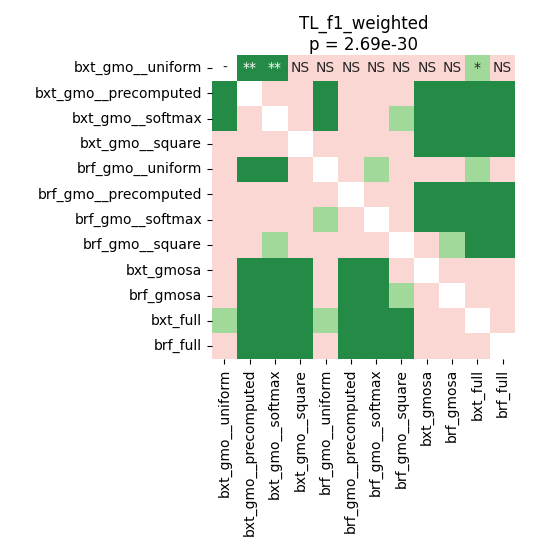 TL_f1_weighted
p = 2.69e-30
bxt_gmo__uniform - ** ** NS NS NS NS NS NS NS * NS
bxt_gmo__precomputed
bxt_gmo__softmax
bxt_gmo__square
brf_gmo__uniform
brf_gmo__precomputed
brf_gmo__softmax
brf_gmo__square
bxt_gmosa
brf_gmosa
bxt_full
brf_full
bxt_gmo__uniform
bxt_gmo__precomputed
bxt_gmo__softmax
bxt_gmo__square
brf_gmo__uniform
brf_gmo__precomputed
brf_gmo__softmax
brf_gmo__square
bxt_gmosa
brf_gmosa
bxt_full
brf_full